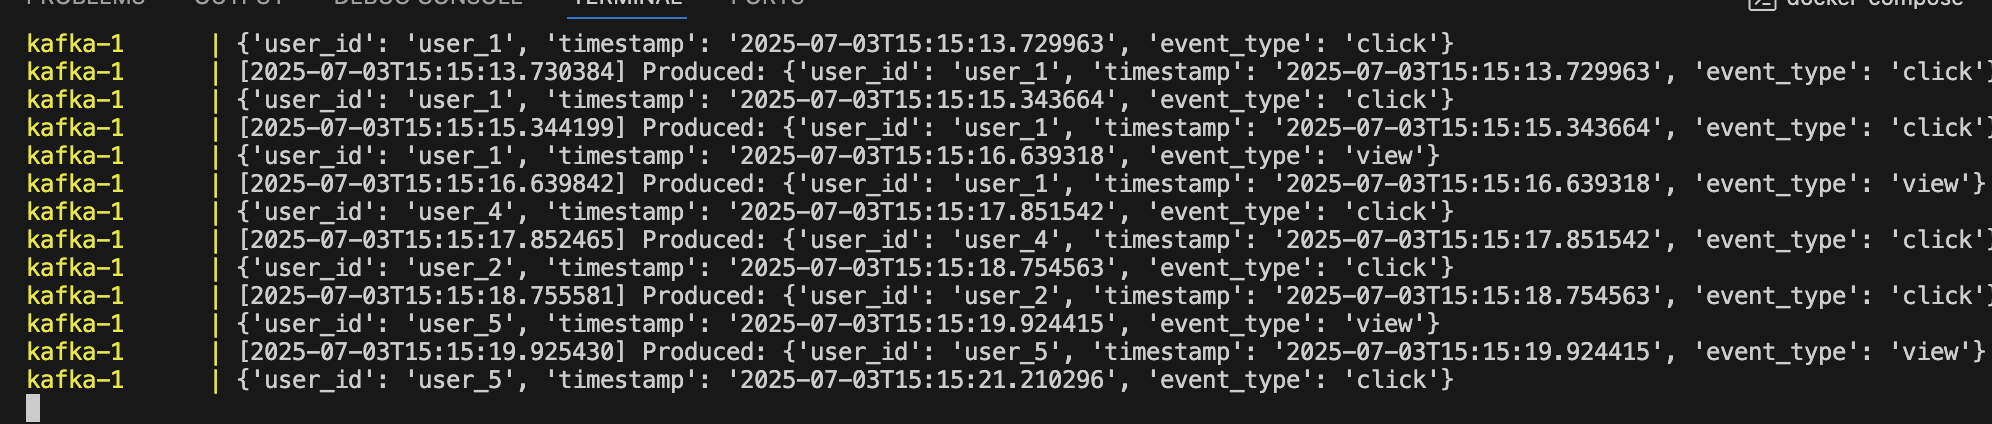 PROBLEMS OUTPUT DEBUG CONSOLE TERMINAL PORTS docker-compose
kafka-1 | {'user_id': 'user_1', 'timestamp': '2025-07-03T15:15:13.729963', 'event_type': 'click'}
kafka-1 | [2025-07-03T15:15:13.730384] Produced: {'user_id': 'user_1', 'timestamp': '2025-07-03T15:15:13.729963', 'event_type': 'click'}
kafka-1 | {'user_id': 'user_1', 'timestamp': '2025-07-03T15:15:15.343664', 'event_type': 'click'}
kafka-1 | [2025-07-03T15:15:15.344199] Produced: {'user_id': 'user_1', 'timestamp': '2025-07-03T15:15:15.343664', 'event_type': 'click'}
kafka-1 | {'user_id': 'user_1', 'timestamp': '2025-07-03T15:15:16.639318', 'event_type': 'view'}
kafka-1 | [2025-07-03T15:15:16.639842] Produced: {'user_id': 'user_1', 'timestamp': '2025-07-03T15:15:16.639318', 'event_type': 'view'}
kafka-1 | {'user_id': 'user_4', 'timestamp': '2025-07-03T15:15:17.851542', 'event_type': 'click'}
kafka-1 | [2025-07-03T15:15:17.852465] Produced: {'user_id': 'user_4', 'timestamp': '2025-07-03T15:15:17.851542', 'event_type': 'click'}
kafka-1 | {'user_id': 'user_2', 'timestamp': '2025-07-03T15:15:18.754563', 'event_type': 'click'}
kafka-1 | [2025-07-03T15:15:18.755581] Produced: {'user_id': 'user_2', 'timestamp': '2025-07-03T15:15:18.754563', 'event_type': 'click'}
kafka-1 | {'user_id': 'user_5', 'timestamp': '2025-07-03T15:15:19.924415', 'event_type': 'view'}
kafka-1 | [2025-07-03T15:15:19.925430] Produced: {'user_id': 'user_5', 'timestamp': '2025-07-03T15:15:19.924415', 'event_type': 'view'}
kafka-1 | {'user_id': 'user_5', 'timestamp': '2025-07-03T15:15:21.210296', 'event_type': 'click'}